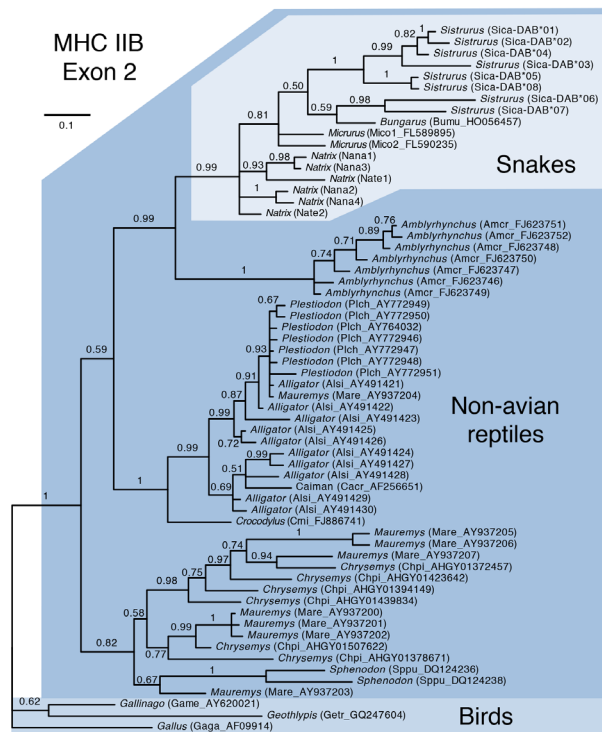 MHC IIB
Exon 2
0.1
1
Sistrurus (Sica-DAB*01)
0.82
Sistrurus (Sica-DAB*02)
0.99
Sistrurus (Sica-DAB*04)
1
Sistrurus (Sica-DAB*03)
1
Sistrurus (Sica-DAB*05)
0.50
Sistrurus (Sica-DAB*08)
0.98
Sistrurus (Sica-DAB*06)
0.59
Sistrurus (Sica-DAB*07)
0.81
Bungarus (Bumu_HO056457)
Micrurus (Mico1_FL589895)
Micrurus (Mico2_FL590235)
0.99
0.98
Natrix (Nana1)
0.93
Natrix (Nana3)
Snakes
Natrix (Nate1)
1
Natrix (Nana2)
Natrix (Nana4)
Natrix (Nate2)
0.99
0.76
Amblyrhynchus (Amcr_FJ623751)
0.89
Amblyrhynchus (Amcr_FJ623752)
0.71
Amblyrhynchus (Amcr_FJ623748)
0.74
Amblyrhynchus (Amcr_FJ623750)
1
Amblyrhynchus (Amcr_FJ623747)
Amblyrhynchus (Amcr_FJ623746)
Amblyrhynchus (Amcr_FJ623749)
0.67
Plestiodon (Plch_AY772949)
Plestiodon (Plch_AY772950)
Plestiodon (Plch_AY764032)
Plestiodon (Plch_AY772946)
0.93
Plestiodon (Plch_AY772947)
0.59
Plestiodon (Plch_AY772948)
Plestiodon (Plch_AY772951)
0.91
Alligator (Alsi_AY491421)
0.87
Mauremys (Mare_AY937204)
Alligator (Alsi_AY491422)
Non-avian
reptiles
0.99
Alligator (Alsi_AY491423)
Alligator (Alsi_AY491425)
0.72
Alligator (Alsi_AY491426)
0.99
0.99
Alligator (Alsi_AY491424)
Alligator (Alsi_AY491427)
0.51
Alligator (Alsi_AY491428)
1
0.69
Caiman (Cacr_AF256651)
Alligator (Alsi_AY491429)
Alligator (Alsi_AY491430)
1
Crocodylus (Cmi_FJ886741)
1
Mauremys (Mare_AY937205)
0.74
Mauremys (Mare_AY937206)
0.97
0.94
Mauremys (Mare_AY937207)
0.75
Chrysemys (Chpi_AHGY01372457)
0.98
Chrysemys (Chpi_AHGY01423642)
Chrysemys (Chpi_AHGY01394149)
Chrysemys (Chpi_AHGY01439834)
0.58
1
Mauremys (Mare_AY937200)
0.99
Mauremys (Mare_AY937201)
Mauremys (Mare_AY937202)
0.82
0.77
Chrysemys (Chpi_AHGY01507622)
Chrysemys (Chpi_AHGY01378671)
1
Sphenodon (Sppu_DQ124236)
0.67
Sphenodon (Sppu_DQ124238)
Mauremys (Mare_AY937203)
0.62
Gallinago (Game_AY620021)
Geothlypis (Getr_GQ247604)
Birds
Gallus (Gaga_AF09914)